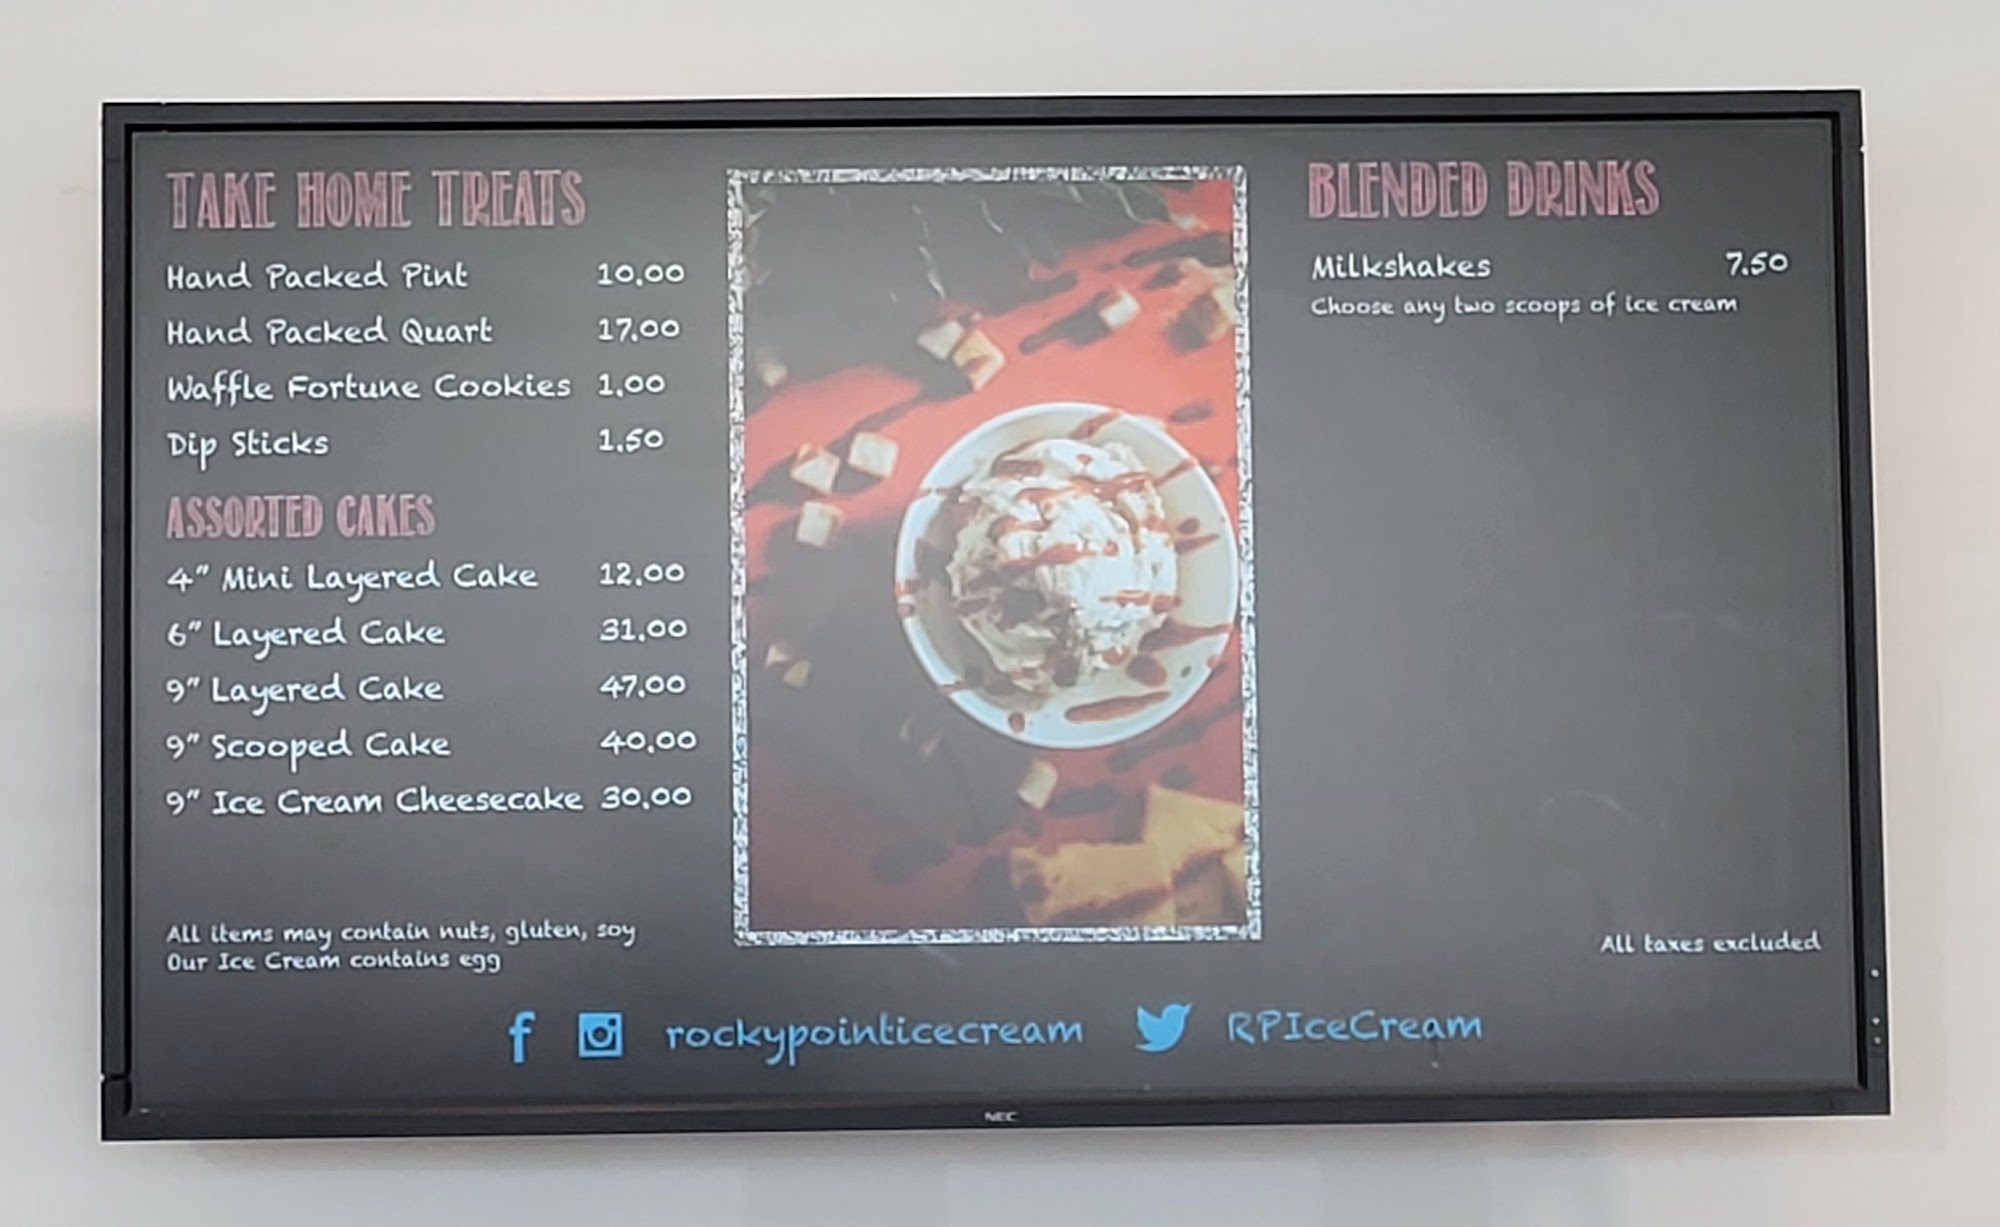 TAKE HOME TREATS
Hand Packed Pint 10.00
Hand Packed Quart 17.00
Waffle Fortune Cookies 1.00
Dip Sticks 1.50
ASSORTED CAKES
4" Mini Layered Cake 12.00
6" Layered Cake 31.00
9" Layered Cake 47.00
9" Scooped Cake 40.00
9" Ice Cream Cheesecake 30.00
All items may contain nuts, gluten, soy
Our Ice Cream contains egg
BLENDED DRINKS
Milkshakes 7.50
Choose any two scoops of ice cream
All taxes excluded
rockypointicecream RPIceCream
NEC